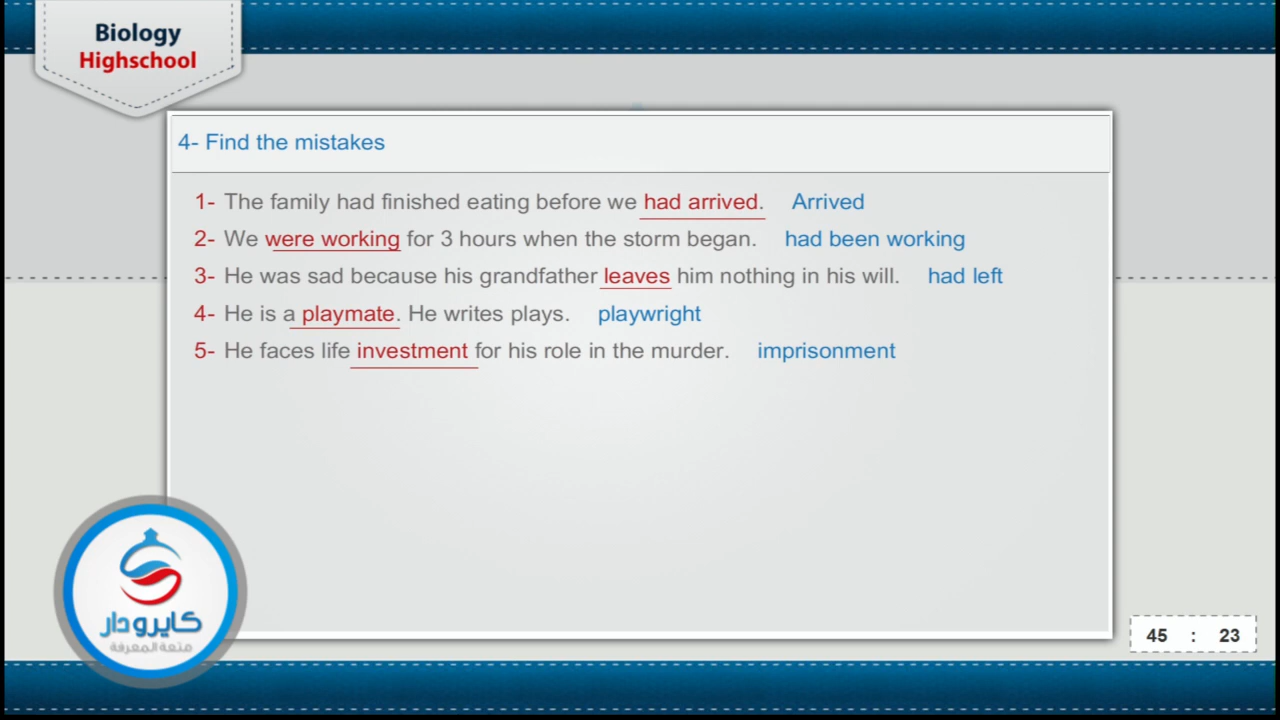 Biology
Highschool
4- Find the mistakes
1- The family had finished eating before we had arrived. Arrived
2- We were working for 3 hours when the storm began. had been working
3- He was sad because his grandfather leaves him nothing in his will. had left
4- He is a playmate. He writes plays. playwright
5- He faces life investment for his role in the murder. imprisonment
كايرودار
متعة المعرفة
45 : 23